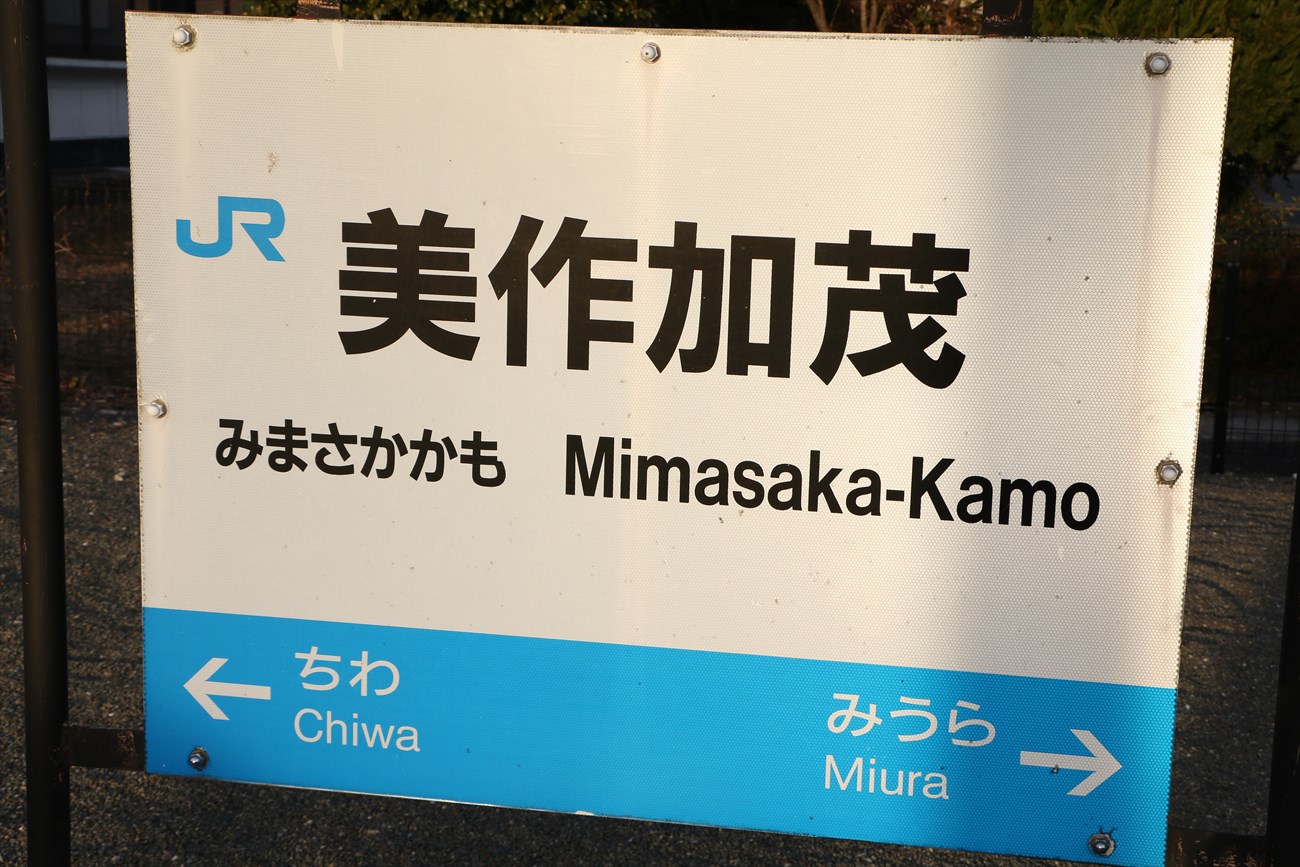 JR 美作加茂
みまさかかも Mimasaka-Kamo
← ちわ
Chiwa
みうら →
Miura